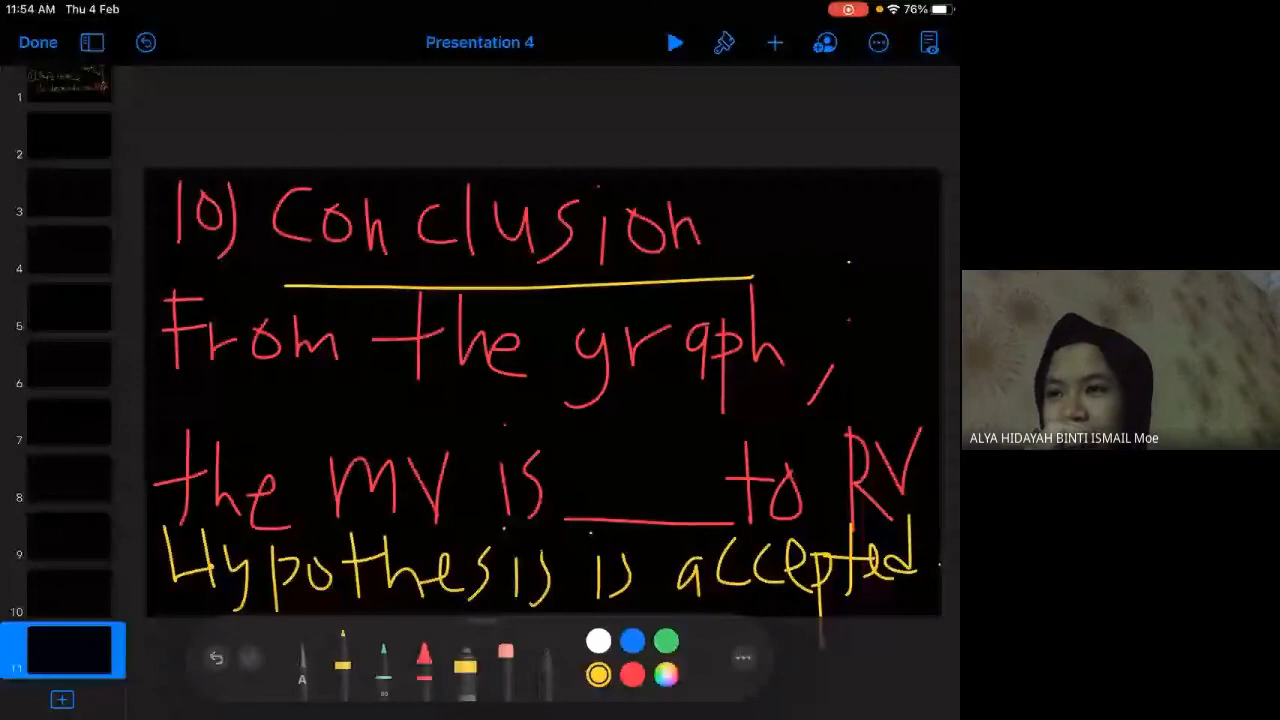 11:54 AM Thu 4 Feb
76%
Done
Presentation 4
1
2
3
4
5
6
7
8
9
10
11
10) Conclusion
From the graph,
the MV is ____ to RV
Hypothesis is accepted.
A
ALYA HIDAYAH BINTI ISMAIL Moe